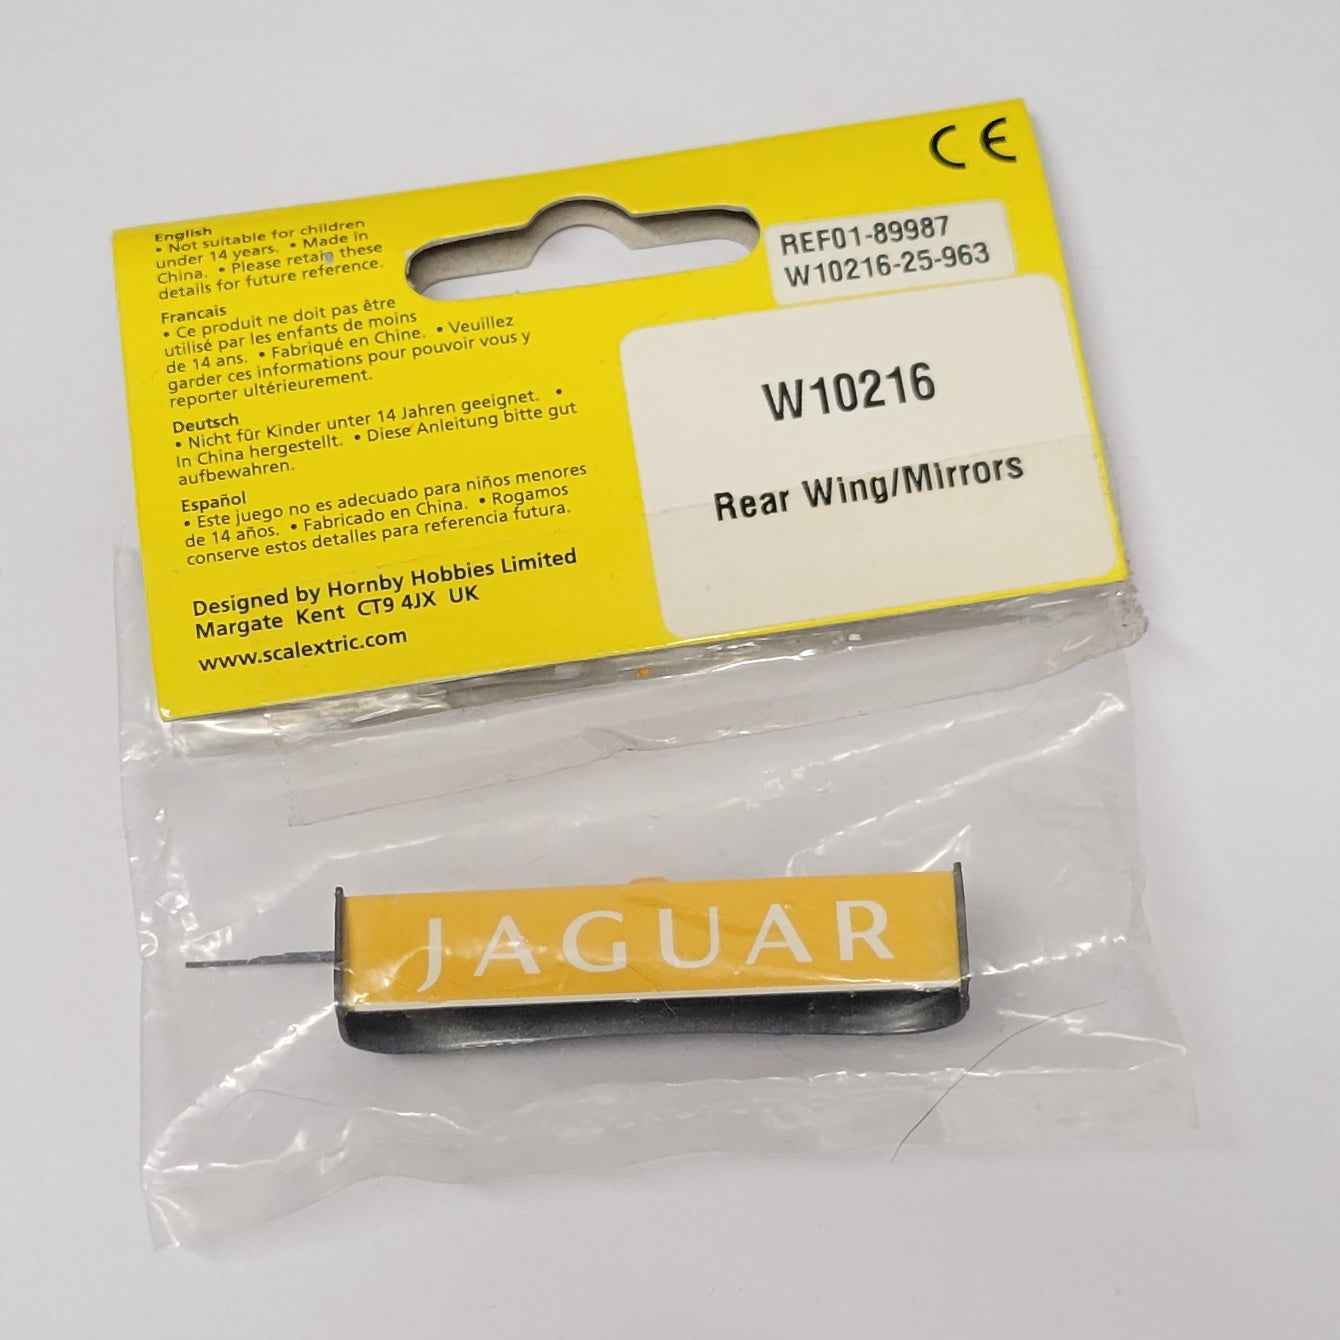 CE
English
• Not suitable for children
under 14 years. • Made in
China. • Please retain these
details for future reference.
Francais
• Ce produit ne doit pas être
utilisé par les enfants de moins
de 14 ans. • Fabriqué en Chine. • Veuillez
garder ces informations pour pouvoir vous y
reporter ultérieurement.
Deutsch
• Nicht für Kinder unter 14 Jahren geeignet. •
In China hergestellt. • Diese Anleitung bitte gut
aufbewahren.
Español
• Este juego no es adecuado para niños menores
de 14 años. • Fabricado en China. • Rogamos
conserve estos detalles para referencia futura.
Designed by Hornby Hobbies Limited
Margate Kent CT9 4JX UK
www.scalextric.com
REF01-89987
W10216-25-963
W10216
Rear Wing/Mirrors
JAGUAR